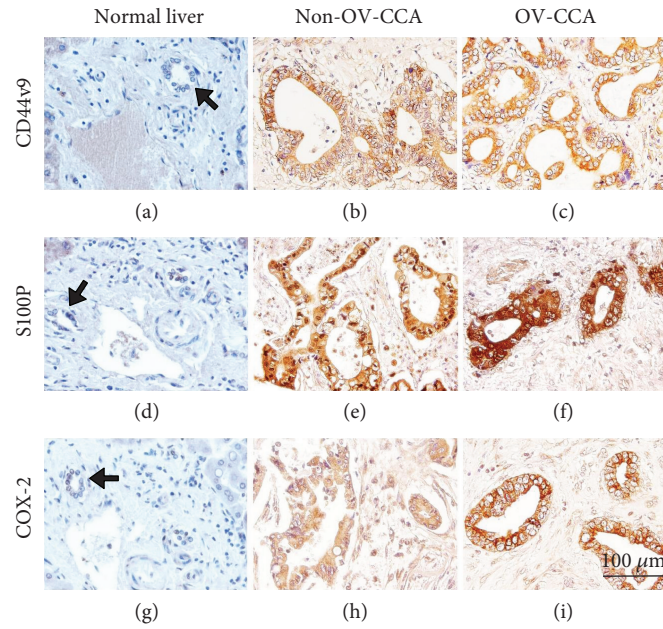 Normal liver Non-OV-CCA OV-CCA
CD44v9
(a) (b) (c)
S100P
(d) (e) (f)
COX-2
100 μm
(g) (h) (i)